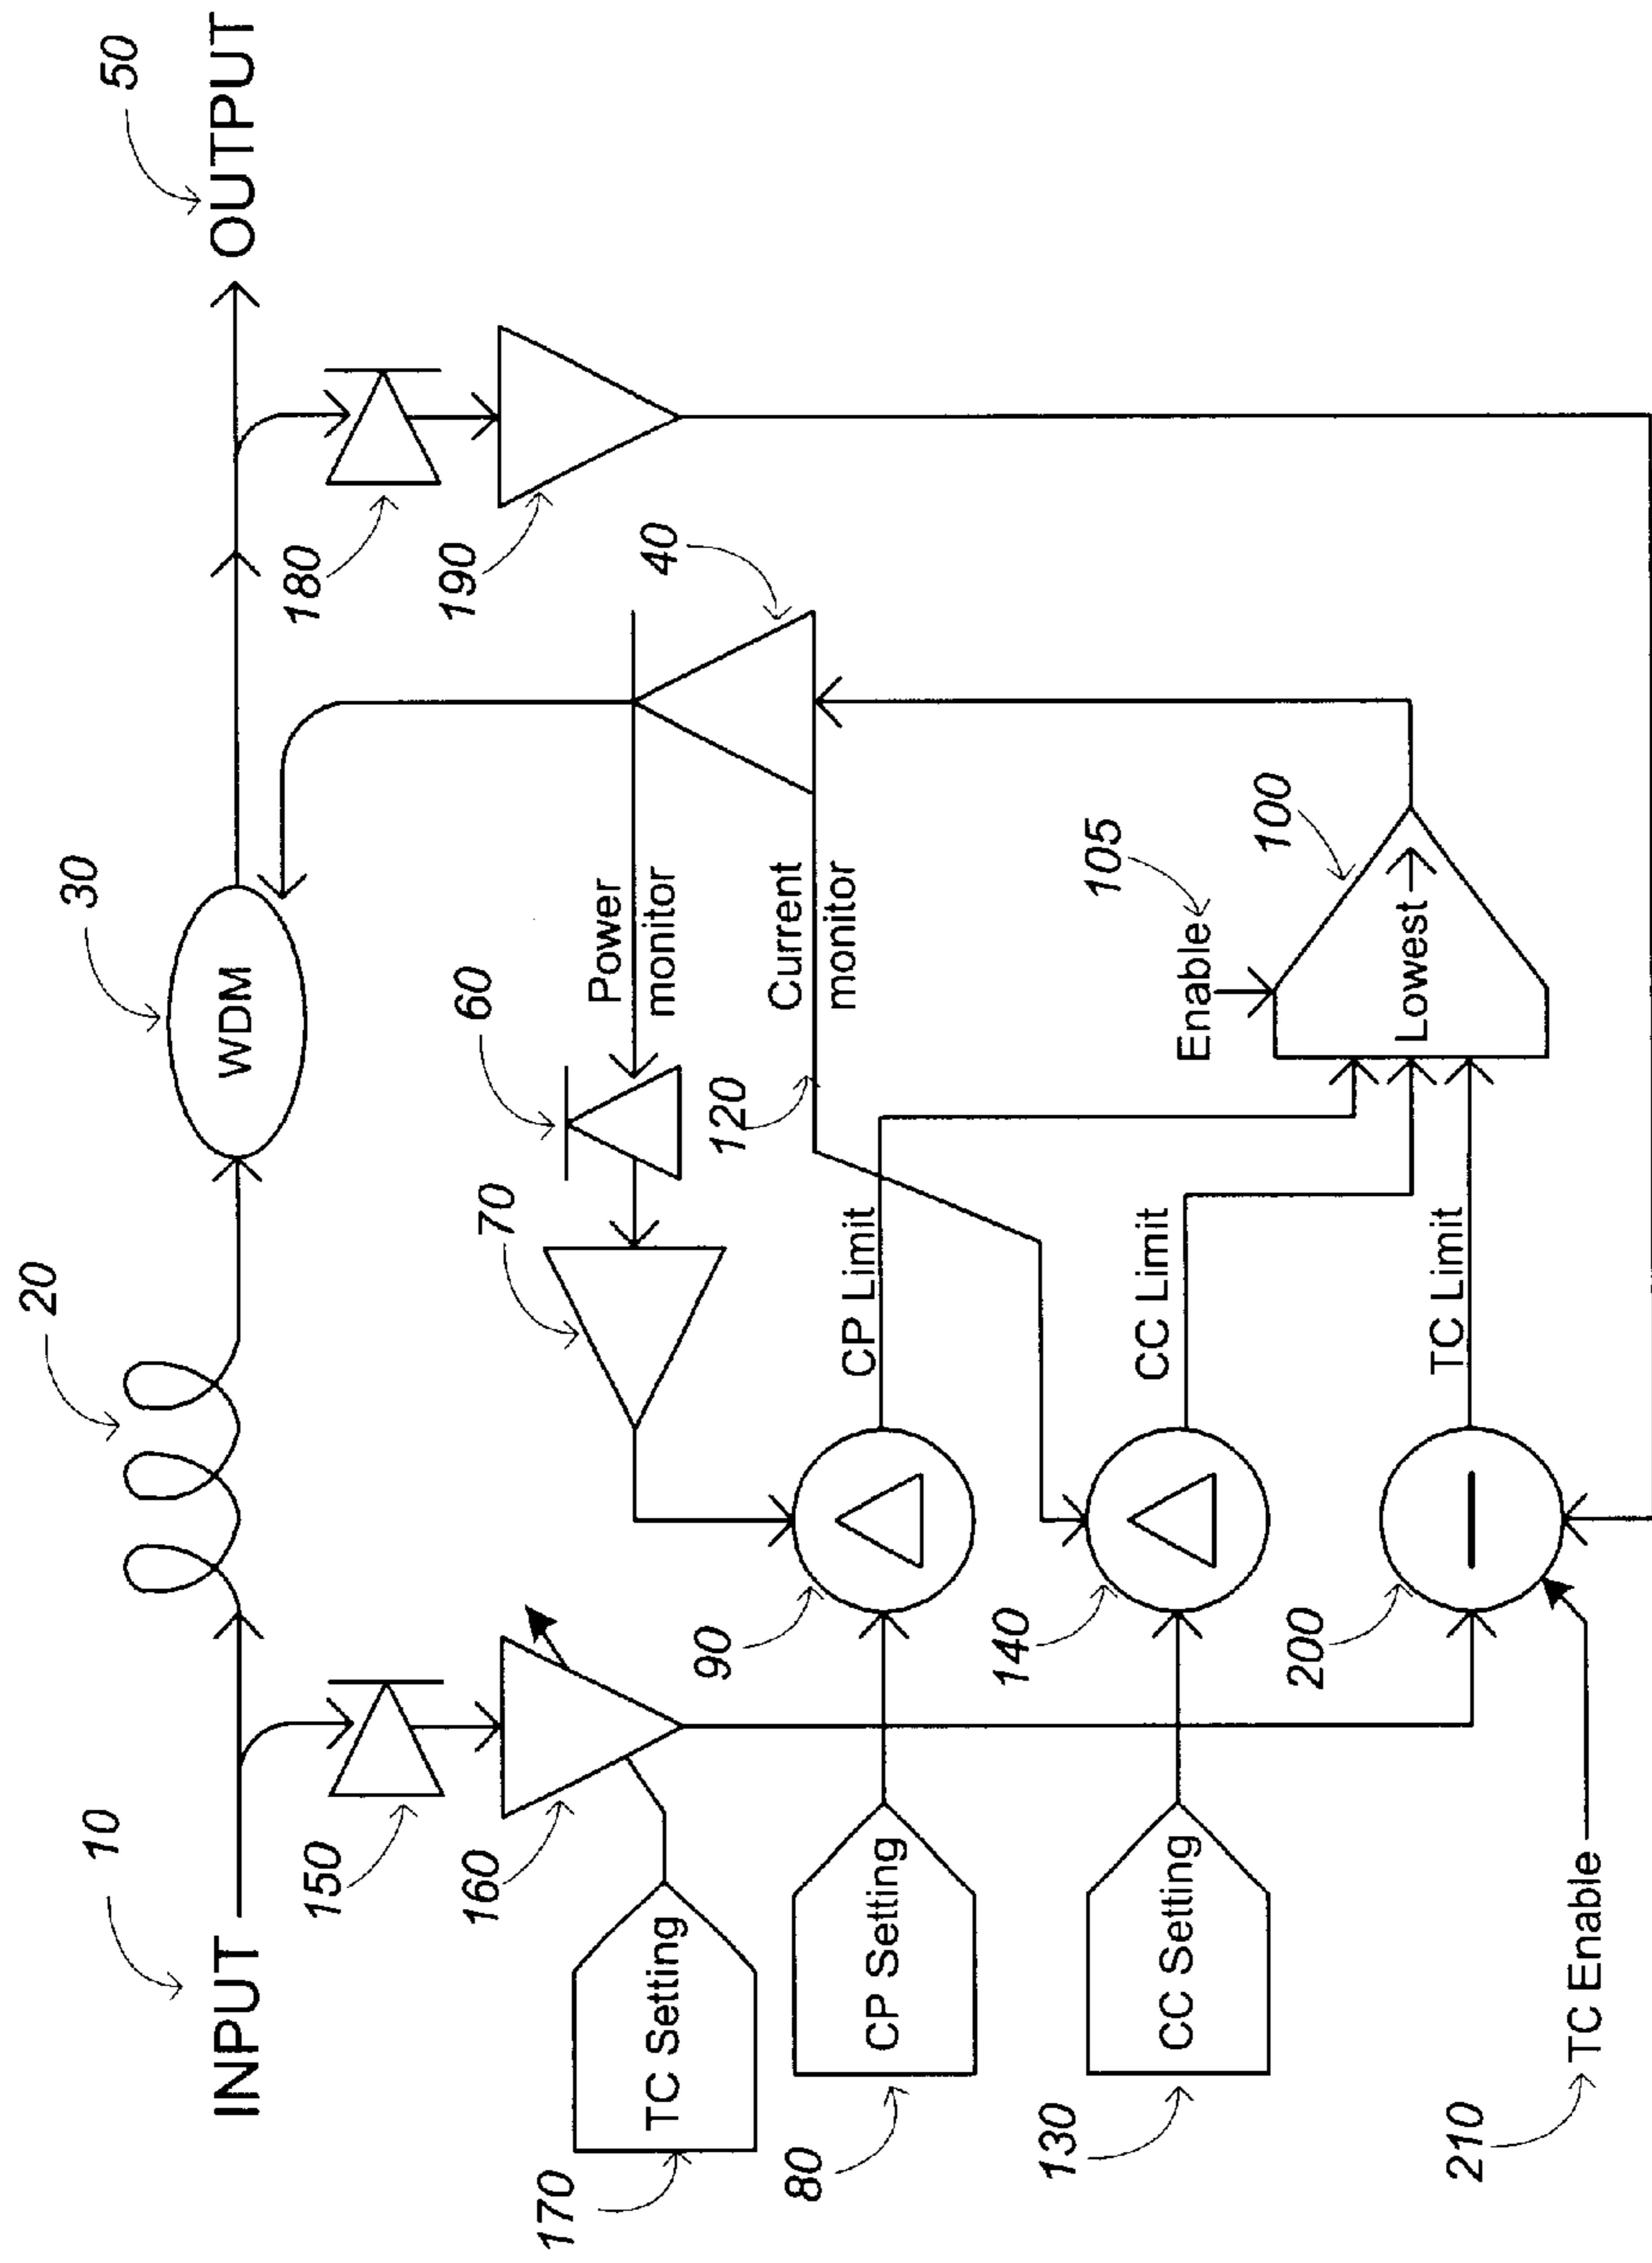 10
INPUT
20
30
WDM
50
OUTPUT
150
160
170
TC Setting
60
70
Power
monitor
180
190
40
Current
monitor
120
80
CP Setting
90
CP Limit
130
CC Setting
140
CC Limit
105
Enable
100
Lowest
200
TC Limit
210
TC Enable